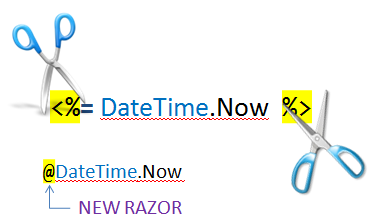 <%= DateTime.Now %>
@DateTime.Now
NEW RAZOR